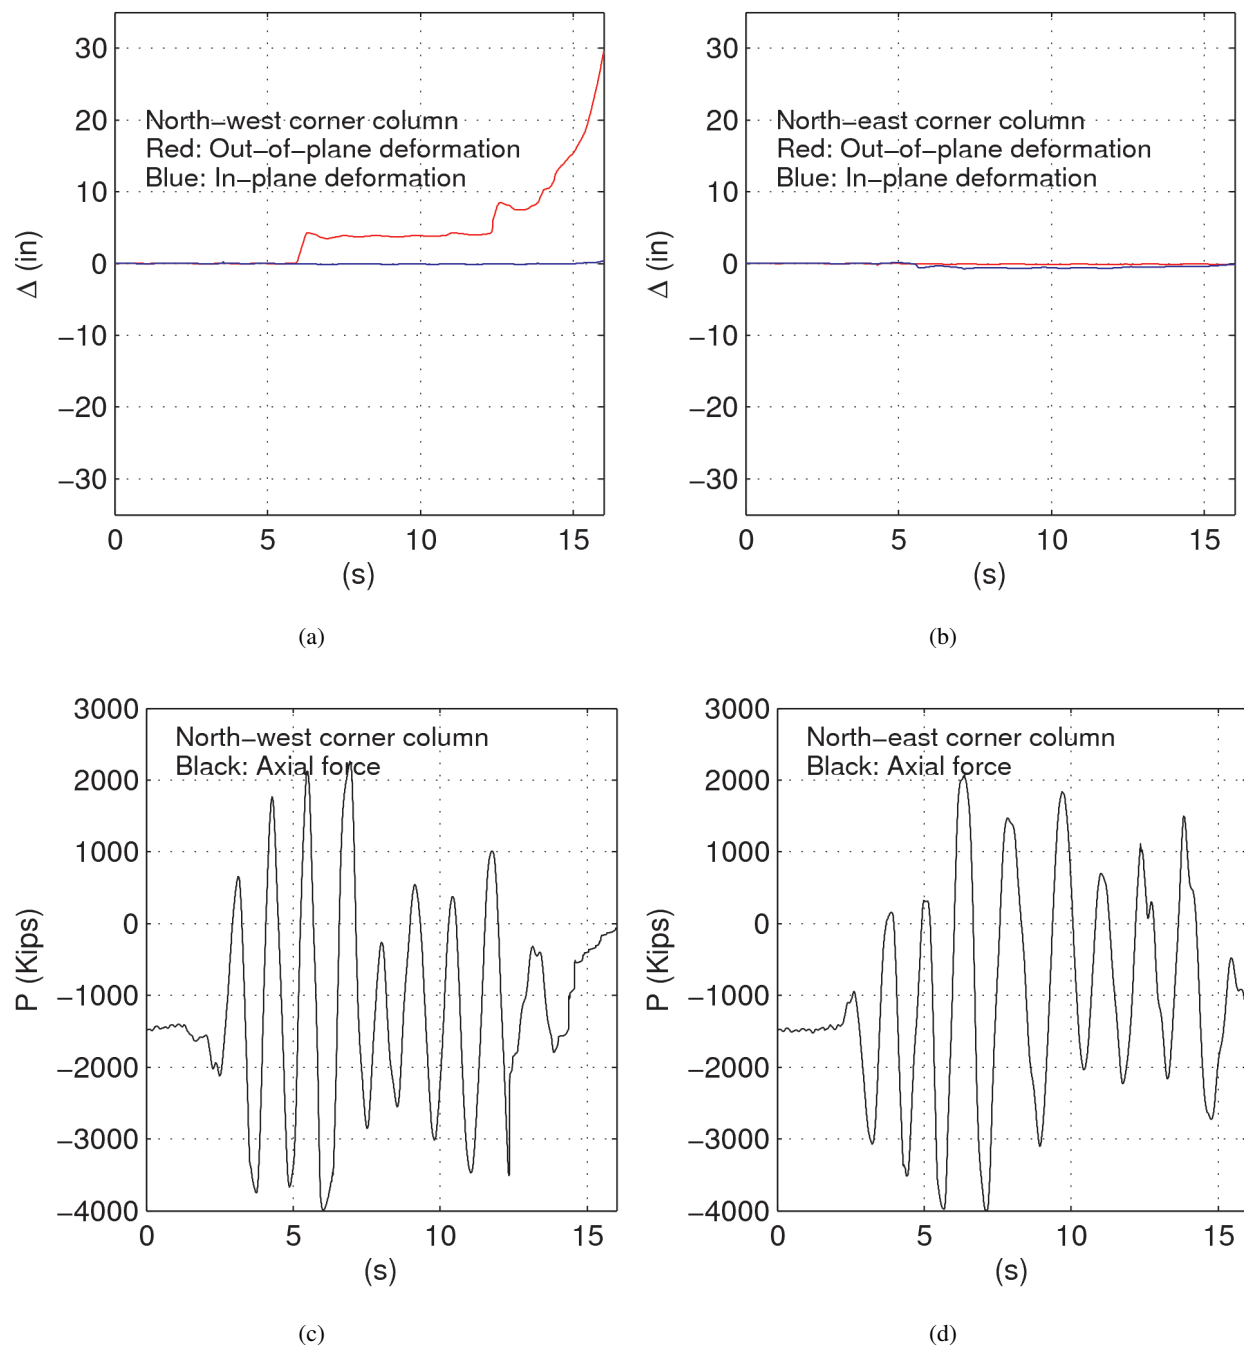 30
20
10
0
−10
−20
−30
Δ (in)
North−west corner column
Red: Out−of−plane deformation
Blue: In−plane deformation
0 5 10 15
(s)
(a)
30
20
10
0
−10
−20
−30
Δ (in)
North−east corner column
Red: Out−of−plane deformation
Blue: In−plane deformation
0 5 10 15
(s)
(b)
3000
2000
1000
0
−1000
−2000
−3000
−4000
P (Kips)
North−west corner column
Black: Axial force
0 5 10 15
(s)
(c)
3000
2000
1000
0
−1000
−2000
−3000
−4000
P (Kips)
North−east corner column
Black: Axial force
0 5 10 15
(s)
(d)